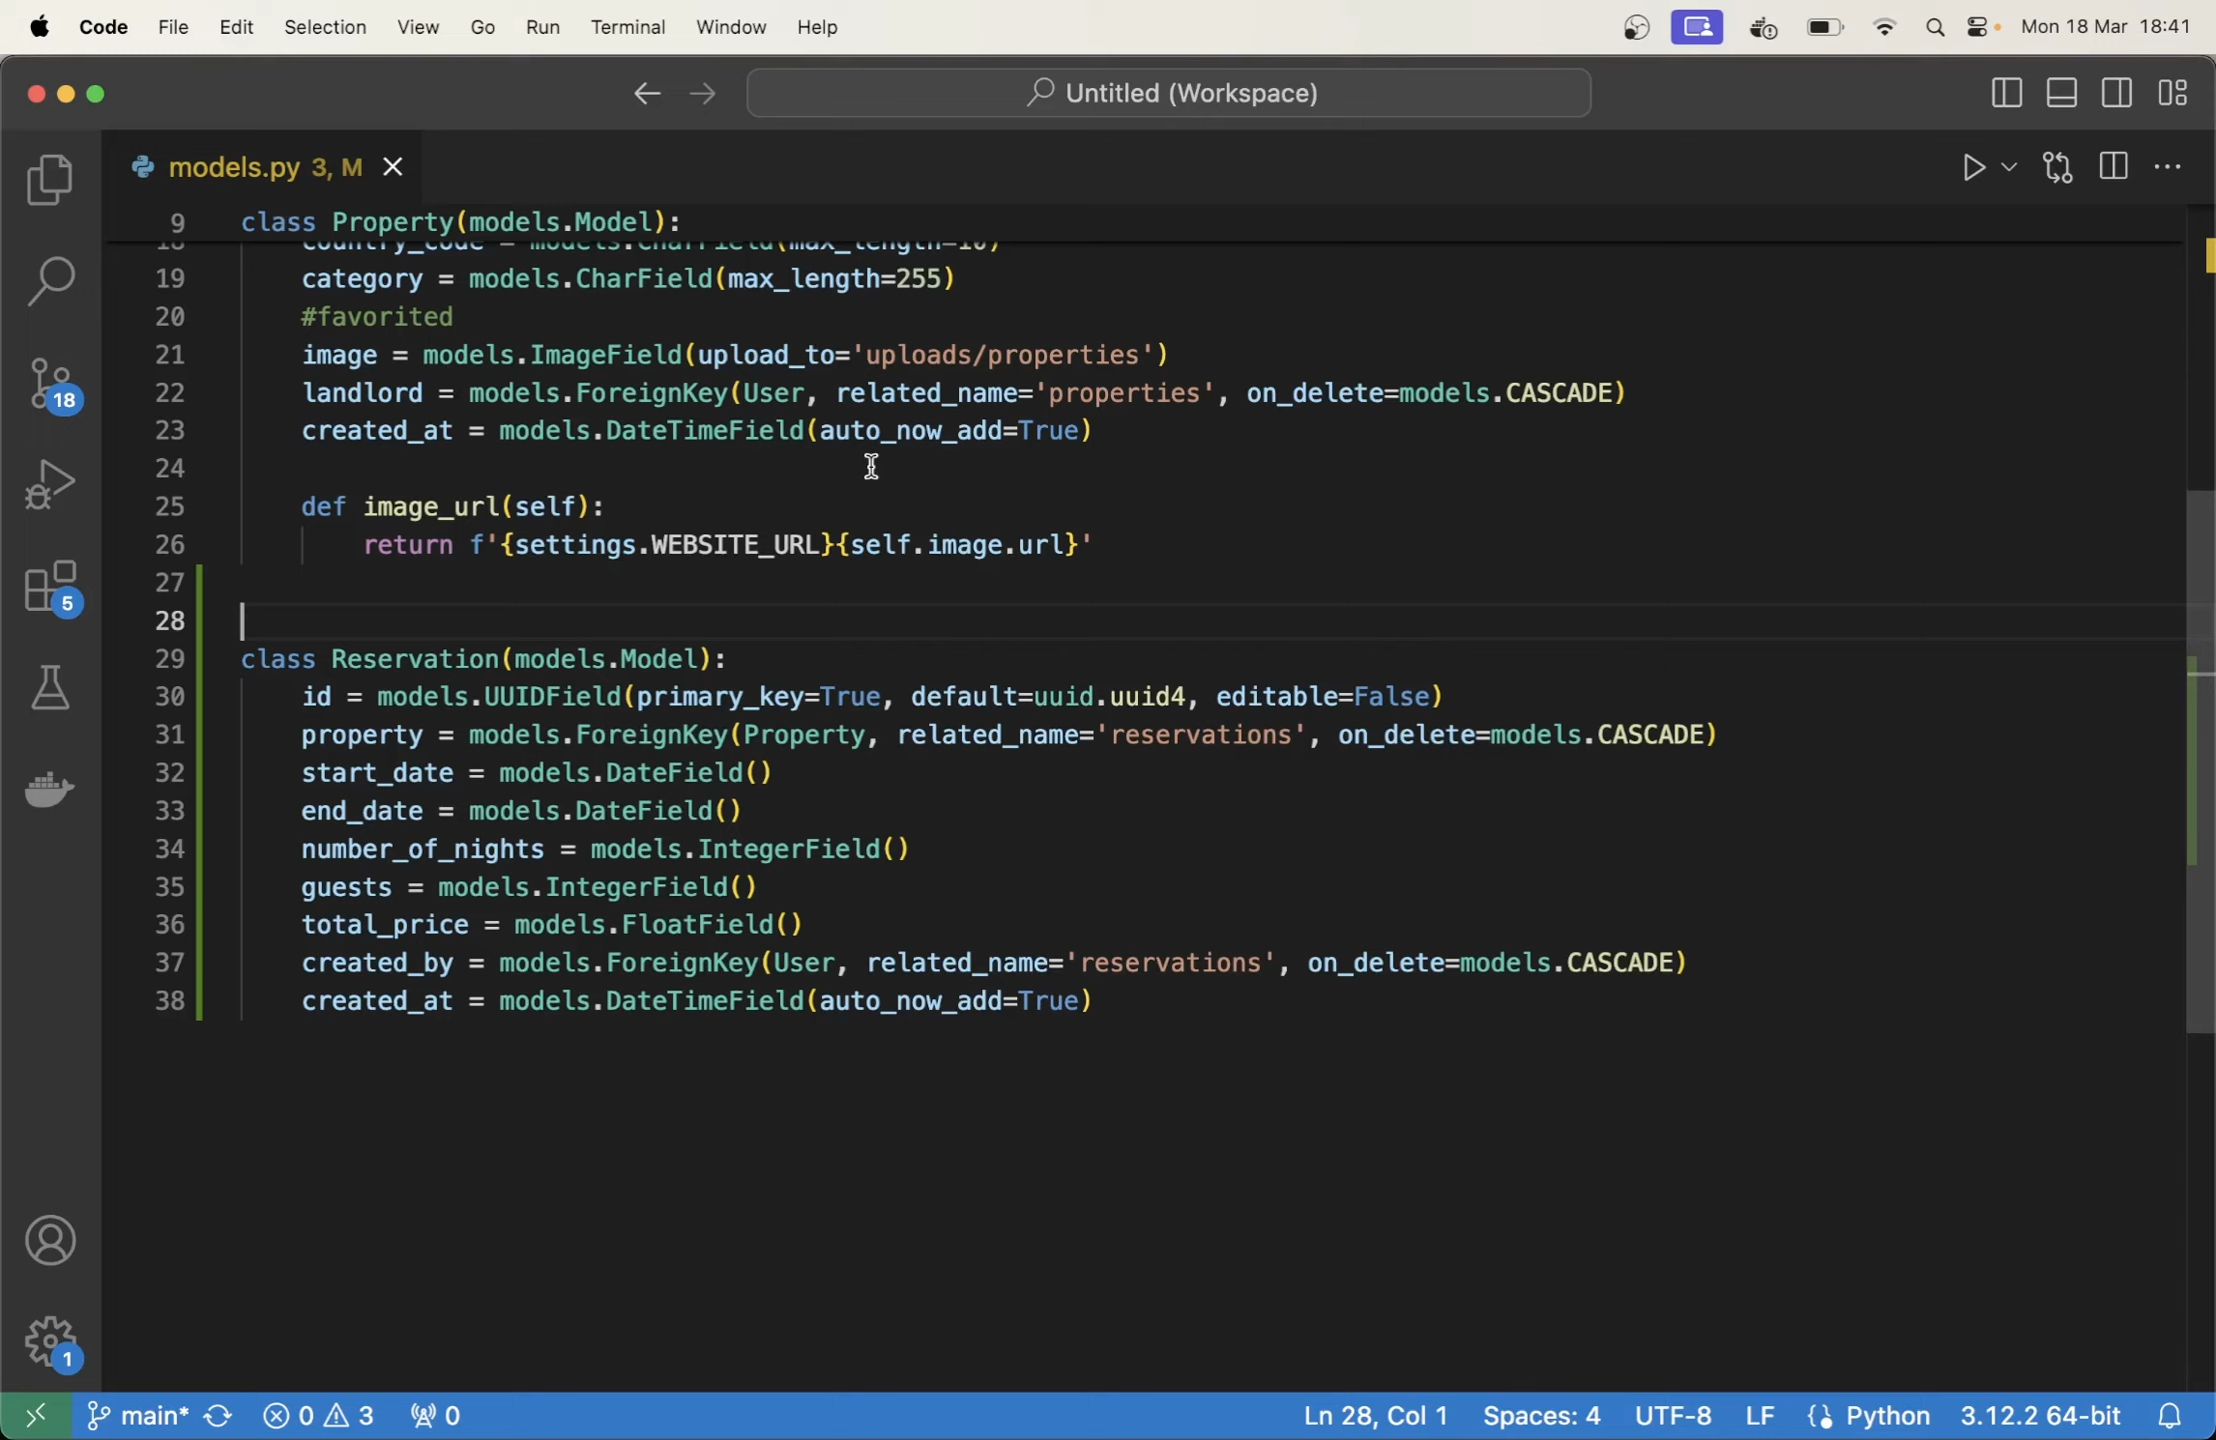 Code File Edit Selection View Go Run Terminal Window Help Mon 18 Mar 18:41
Untitled (Workspace)
models.py 3, M
9 class Property(models.Model):
18 country_code = models.CharField(max_length=10)
19 category = models.CharField(max_length=255)
20 #favorited
21 image = models.ImageField(upload_to='uploads/properties')
22 landlord = models.ForeignKey(User, related_name='properties', on_delete=models.CASCADE)
23 created_at = models.DateTimeField(auto_now_add=True)
24
25 def image_url(self):
26 return f'{settings.WEBSITE_URL}{self.image.url}'
27
28
29 class Reservation(models.Model):
30 id = models.UUIDField(primary_key=True, default=uuid.uuid4, editable=False)
31 property = models.ForeignKey(Property, related_name='reservations', on_delete=models.CASCADE)
32 start_date = models.DateField()
33 end_date = models.DateField()
34 number_of_nights = models.IntegerField()
35 guests = models.IntegerField()
36 total_price = models.FloatField()
37 created_by = models.ForeignKey(User, related_name='reservations', on_delete=models.CASCADE)
38 created_at = models.DateTimeField(auto_now_add=True)
18
5
1
main* 0 3 0 Ln 28, Col 1 Spaces: 4 UTF-8 LF Python 3.12.2 64-bit